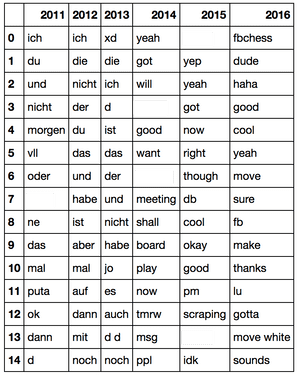 2011 2012 2013 2014 2015 2016
0 ich ich xd yeah fbchess
1 du die die got yep dude
2 und nicht ich will yeah haha
3 nicht der d got good
4 morgen du ist good now cool
5 vll das das want right yeah
6 oder und der though move
7 habe und meeting db sure
8 ne ist nicht shall cool fb
9 das aber habe board okay make
10 mal mal jo play good thanks
11 puta auf es now pm lu
12 ok dann auch tmrw scraping gotta
13 dann mit d d msg move white
14 d noch noch ppl idk sounds